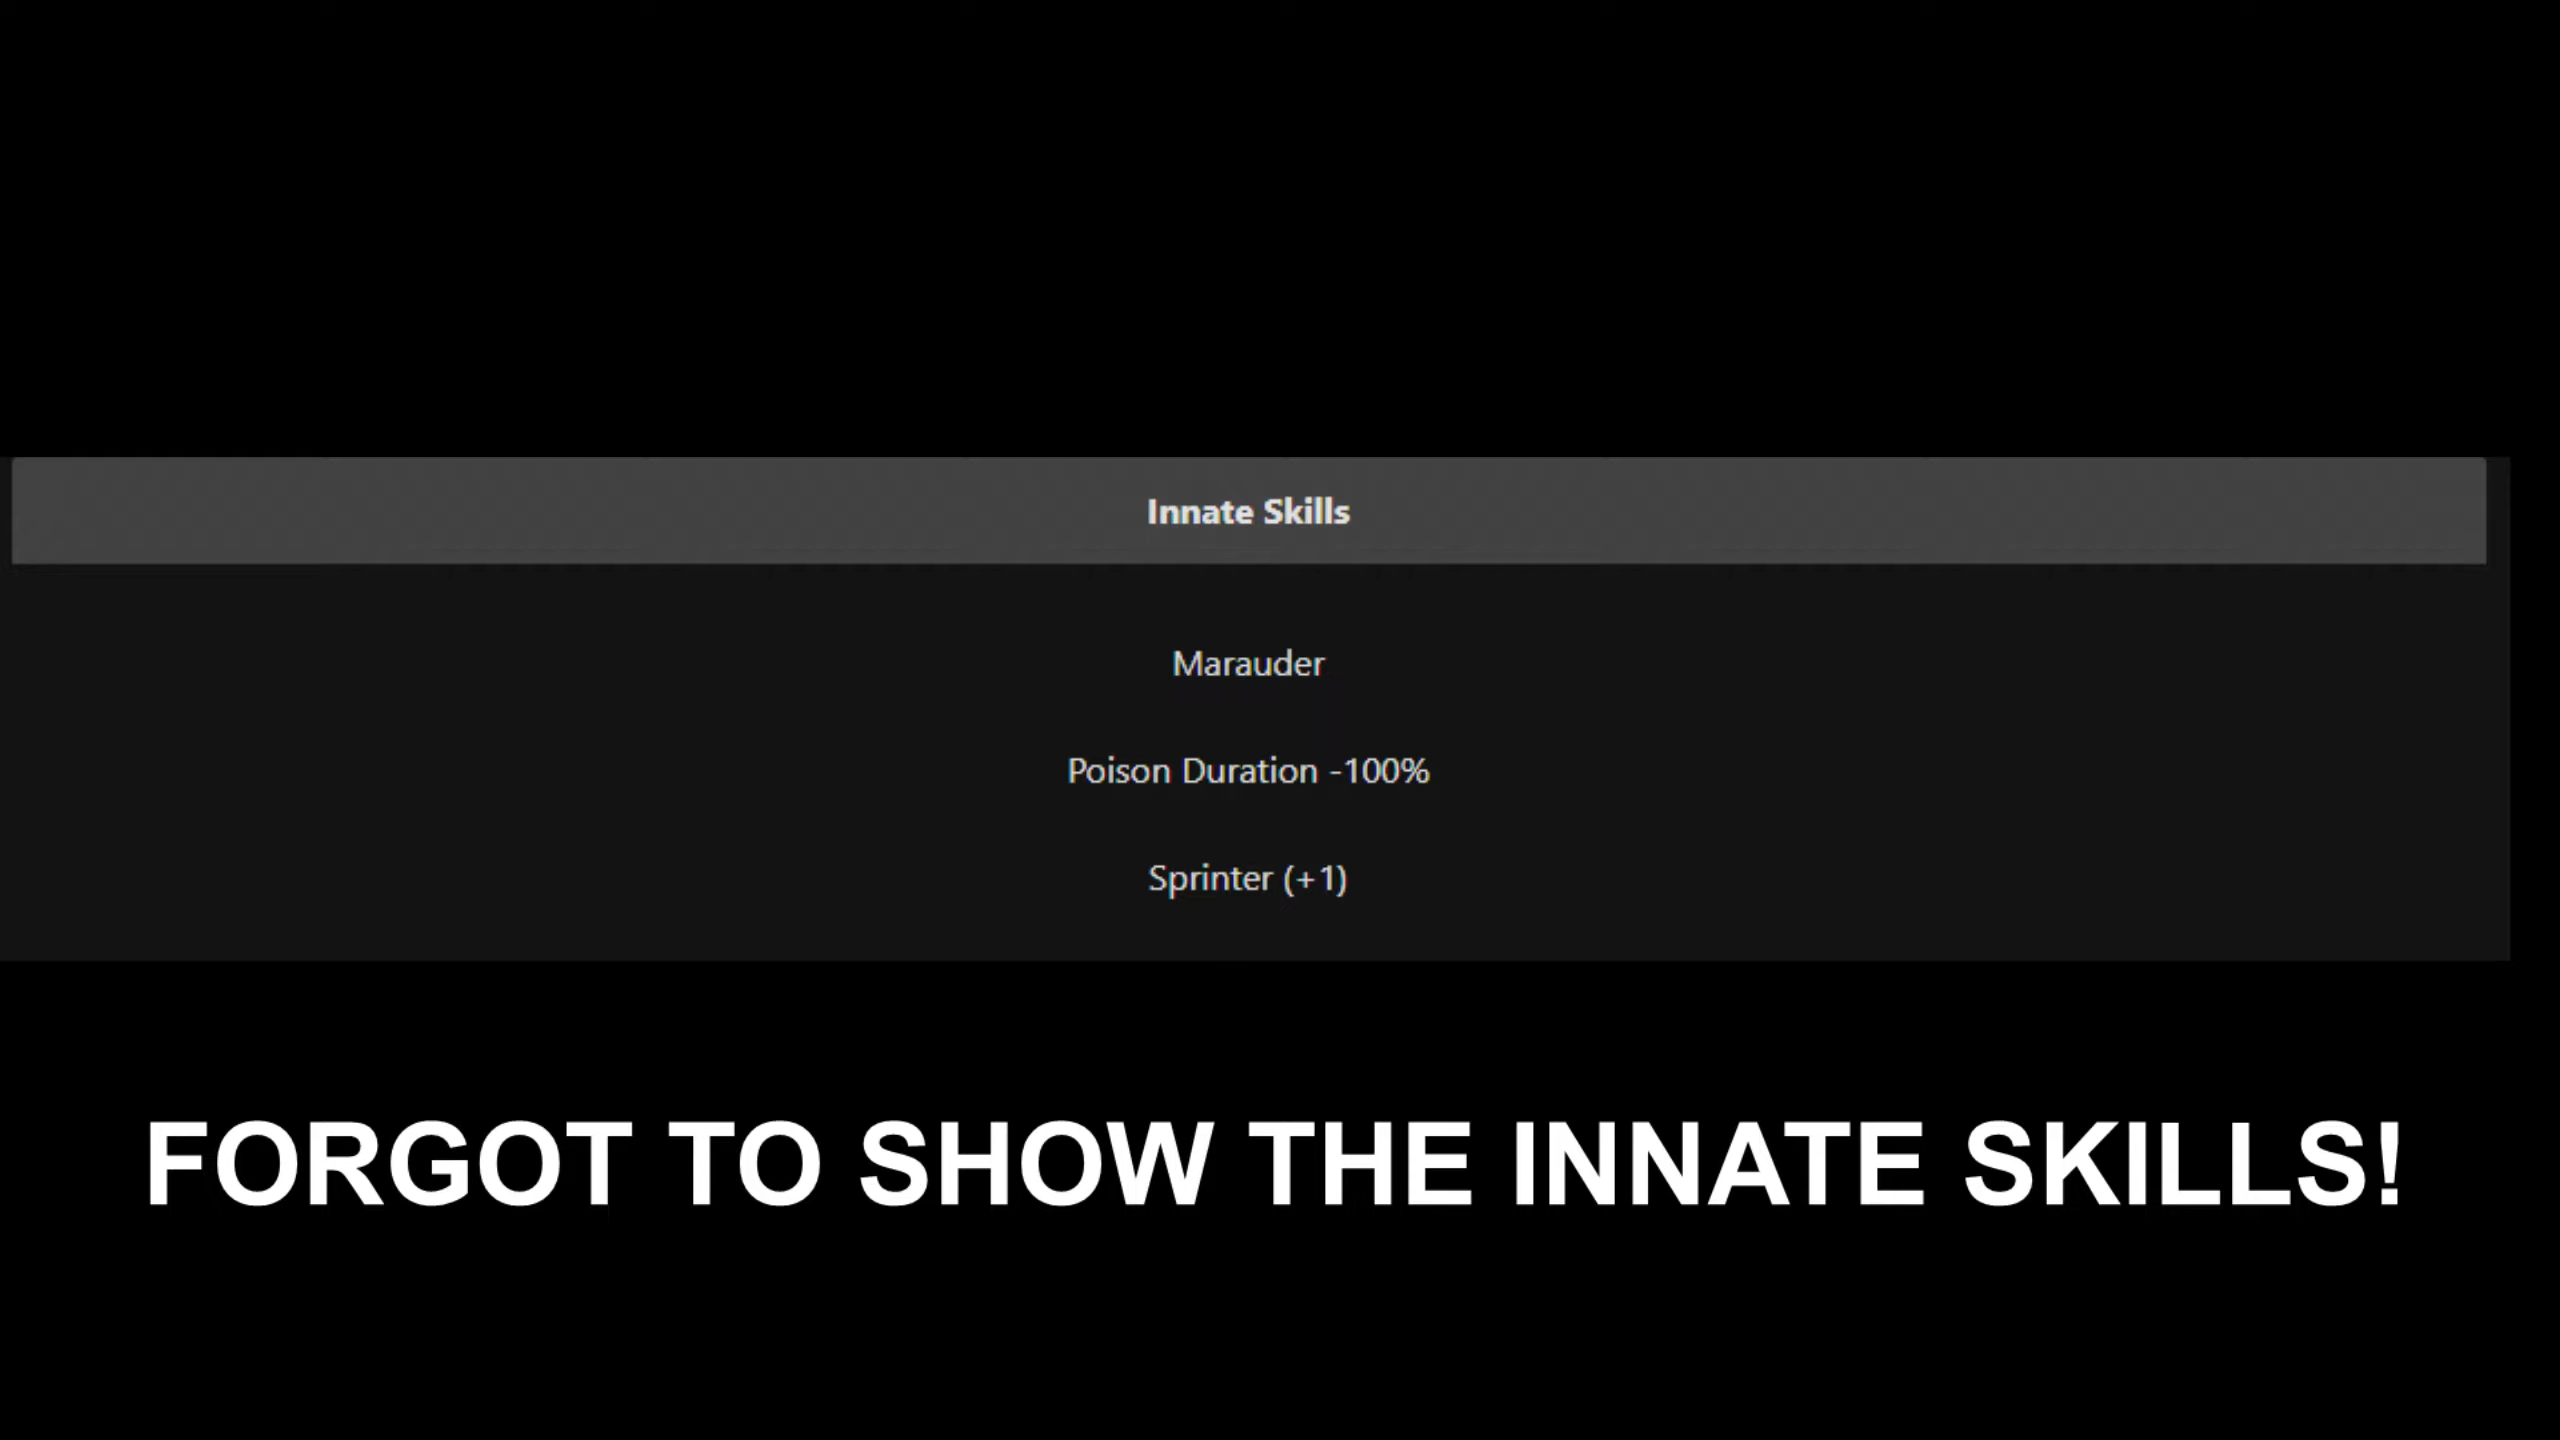 Innate Skills
Marauder
Poison Duration -100%
Sprinter (+1)
FORGOT TO SHOW THE INNATE SKILLS!